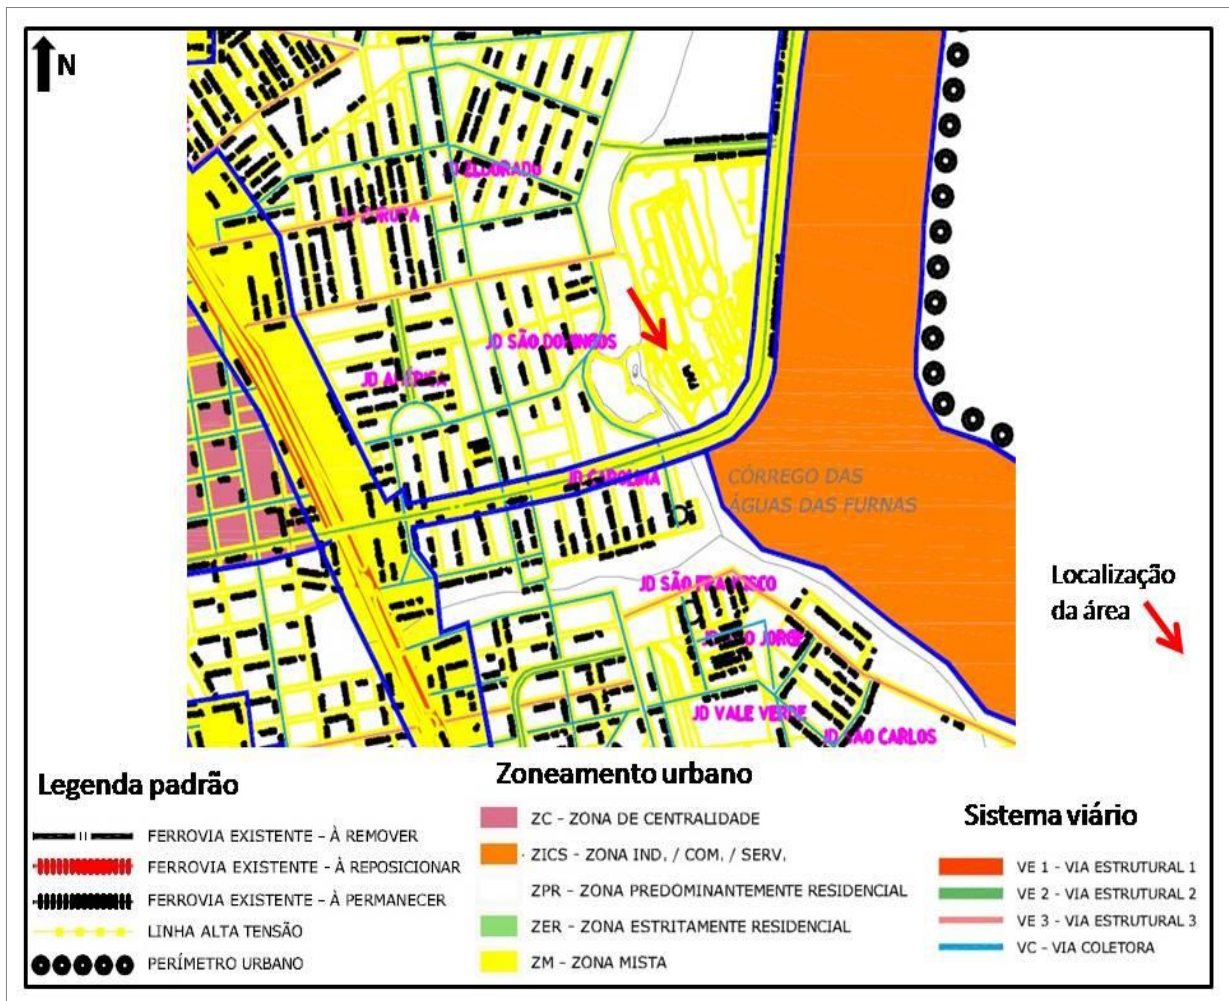 N
JD ELDORADO
JD SÃO DOMINGOS
JD AMÉRICA
JD CAROLINA
CÓRREGO DAS
ÁGUAS DAS FURNAS
JD SÃO FRANCISCO
JD SÃO JORGE
JD VALE VERDE
JD SÃO CARLOS
Localização
da área
Legenda padrão
FERROVIA EXISTENTE - À REMOVER
FERROVIA EXISTENTE - À REPOSICIONAR
FERROVIA EXISTENTE - À PERMANECER
LINHA ALTA TENSÃO
PERÍMETRO URBANO
Zoneamento urbano
ZC - ZONA DE CENTRALIDADE
ZICS - ZONA IND. / COM. / SERV.
ZPR - ZONA PREDOMINANTEMENTE RESIDENCIAL
ZER - ZONA ESTRITAMENTE RESIDENCIAL
ZM - ZONA MISTA
Sistema viário
VE 1 - VIA ESTRUTURAL 1
VE 2 - VIA ESTRUTURAL 2
VE 3 - VIA ESTRUTURAL 3
VC - VIA COLETORA